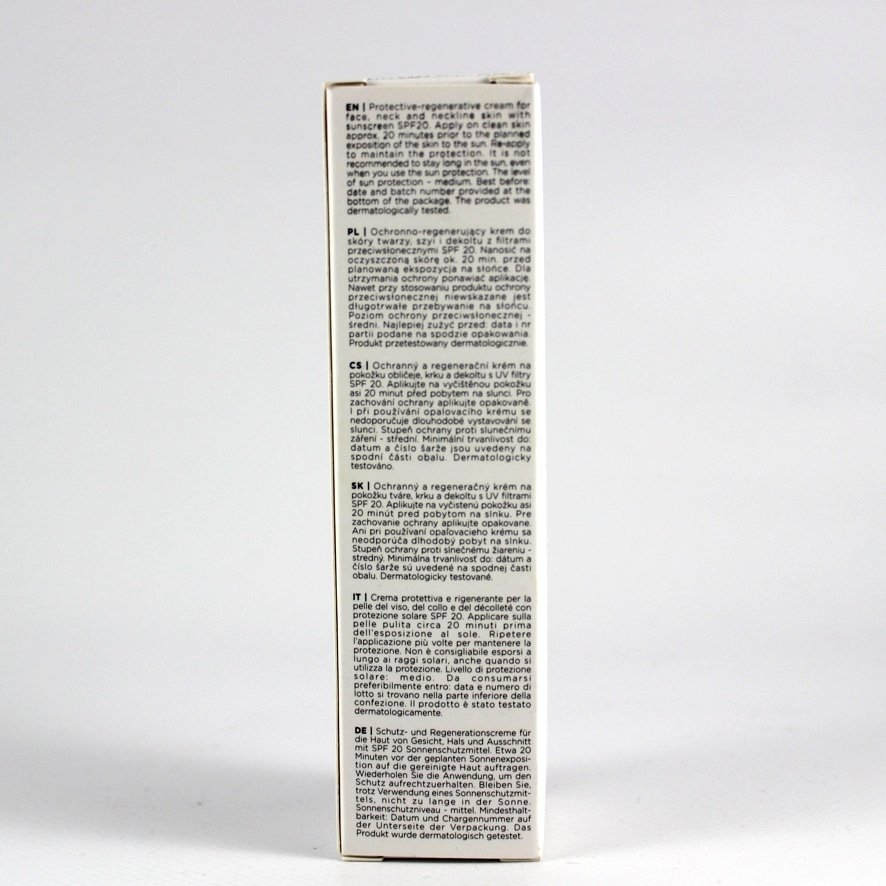 EN | Protective-regenerative cream for
face, neck and neckline skin with
sunscreen SPF20. Apply on clean skin
approx. 20 minutes prior to the planned
exposition of the skin to the sun. Re-apply
to maintain the protection. It is not
recommended to stay long in the sun, even
when you use the sun protection. The level
of sun protection - medium. Best before:
date and batch number provided at the
bottom of the package. The product was
dermatologically tested.
PL | Ochronno-regenerujący krem do
skóry twarzy, szyi i dekoltu z filtrami
przeciwsłonecznymi SPF 20. Nanosić na
oczyszczoną skórę ok. 20 min. przed
planowaną ekspozycją na słońce. Dla
utrzymania ochrony ponawiać aplikację.
Nawet przy stosowaniu produktu ochrony
przeciwsłonecznej niewskazane jest
długotrwałe przebywanie na słońcu.
Poziom ochrony przeciwsłonecznej -
średni. Najlepiej zużyć przed: data i nr
partii podane na spodzie opakowania.
Produkt przetestowany dermatologicznie.
CS | Ochranný a regenerační krém na
pokožku obličeje, krku a dekoltu s UV filtry
SPF 20. Aplikujte na vyčištěnou pokožku
asi 20 minut před pobytem na slunci. Pro
zachování ochrany aplikujte opakovaně.
I při používání opalovacího krému se
nedoporučuje dlouhodobé vystavování se
slunci. Stupeň ochrany proti slunečnímu
záření - střední. Minimální trvanlivost do:
datum a číslo šarže jsou uvedeny na
spodní části obalu. Dermatologicky
testováno.
SK | Ochranný a regeneračný krém na
pokožku tváre, krku a dekoltu s UV filtrami
SPF 20. Aplikujte na vyčistenú pokožku asi
20 minút pred pobytom na slnku. Pre
zachovanie ochrany aplikujte opakovane.
Ani pri používaní opaľovacieho krému sa
neodporúča dlhodobý pobyt na slnku.
Stupeň ochrany proti slnečnému žiareniu -
stredný. Minimálna trvanlivosť do: dátum a
číslo šarže sú uvedené na spodnej časti
obalu. Dermatologicky testované.
IT | Crema protettiva e rigenerante per la
pelle del viso, del collo e del décolleté con
protezione solare SPF 20. Applicare sulla
pelle pulita circa 20 minuti prima
dell'esposizione al sole. Ripetere
l'applicazione più volte per mantenere la
protezione. Non è consigliabile esporsi a
lungo ai raggi solari, anche quando si
utilizza la protezione. Livello di protezione
solare: medio. Da consumarsi
preferibilmente entro: data e numero di
lotto si trovano nella parte inferiore della
confezione. Il prodotto è stato testato
dermatologicamente.
DE | Schutz- und Regenerationscreme für
die Haut von Gesicht, Hals und Ausschnitt
mit SPF 20 Sonnenschutzmittel. Etwa 20
Minuten vor der geplanten Sonnenexposi-
tion auf die gereinigte Haut auftragen.
Wiederholen Sie die Anwendung, um den
Schutz aufrechtzuerhalten. Bleiben Sie,
trotz Verwendung eines Sonnenschutzmit-
tels, nicht zu lange in der Sonne.
Sonnenschutzniveau - mittel. Mindesthalt-
barkeit: Datum und Chargennummer auf
der Unterseite der Verpackung. Das
Produkt wurde dermatologisch getestet.